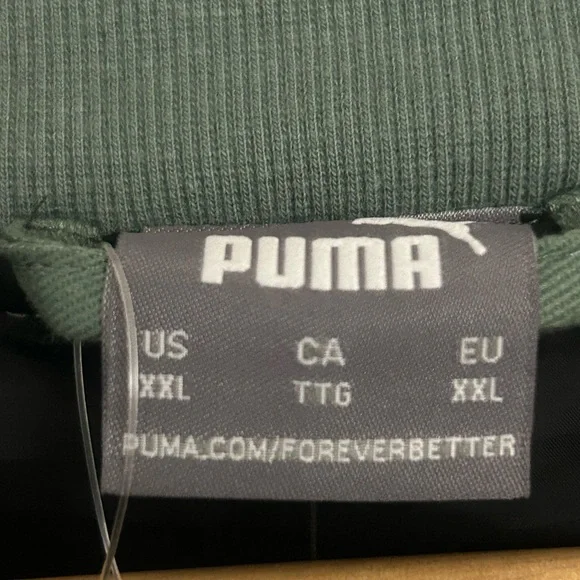 PUMA
US CA EU
XXL TTG XXL
PUMA.COM/FOREVERBETTER